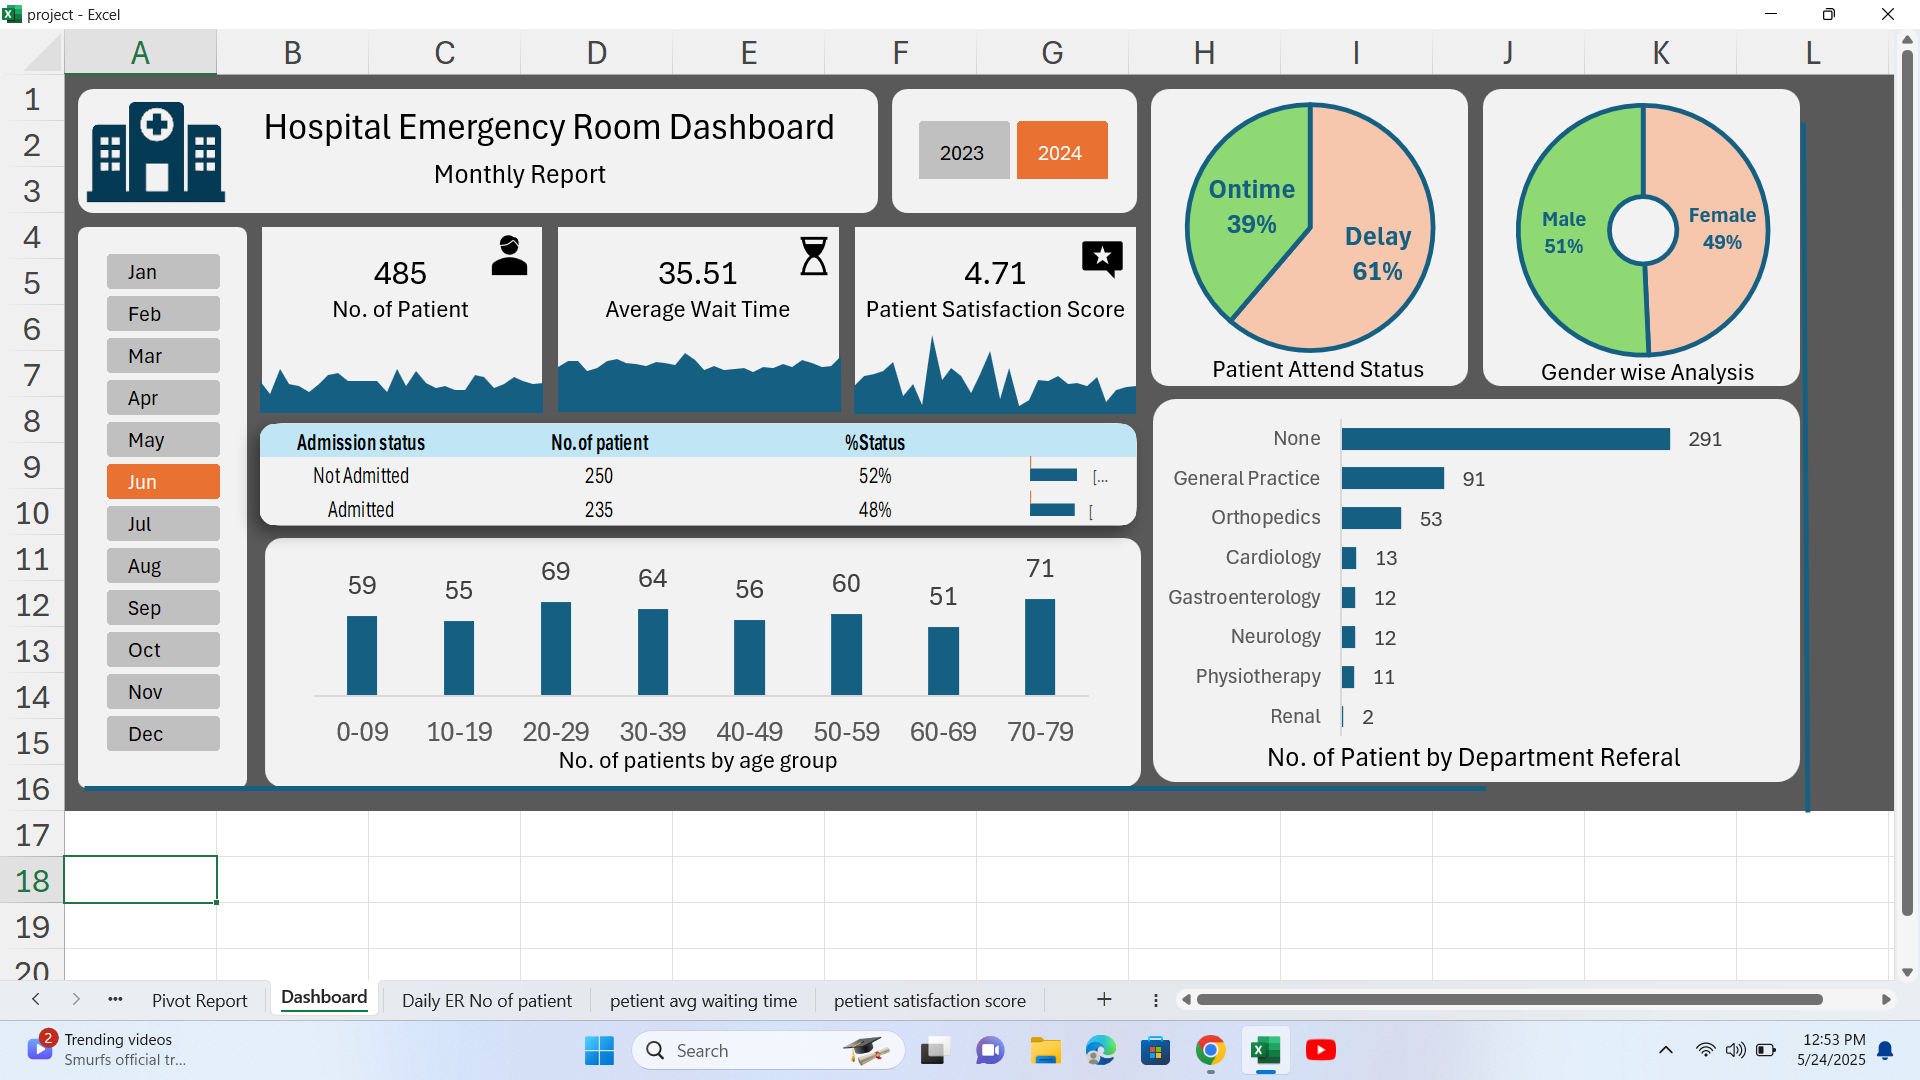 project - Excel
A B C D E F G H I J K L
1
2
3
4
5
6
7
8
9
10
11
12
13
14
15
16
17
18
19
20
Hospital Emergency Room Dashboard
Monthly Report
2023
2024
Jan
Feb
Mar
Apr
May
Jun
Jul
Aug
Sep
Oct
Nov
Dec
485
No. of Patient
35.51
Average Wait Time
4.71
Patient Satisfaction Score
Ontime
39%
Delay
61%
Patient Attend Status
Male
51%
Female
49%
Gender wise Analysis
Admission status No.of patient %Status
Not Admitted 250 52% [...
Admitted 235 48% [
59 55 69 64 56 60 51 71
0-09 10-19 20-29 30-39 40-49 50-59 60-69 70-79
No. of patients by age group
None 291
General Practice 91
Orthopedics 53
Cardiology 13
Gastroenterology 12
Neurology 12
Physiotherapy 11
Renal 2
No. of Patient by Department Referal
Pivot Report Dashboard Daily ER No of patient petient avg waiting time petient satisfaction score
2
Trending videos
Smurfs official tr...
Search
12:53 PM
5/24/2025